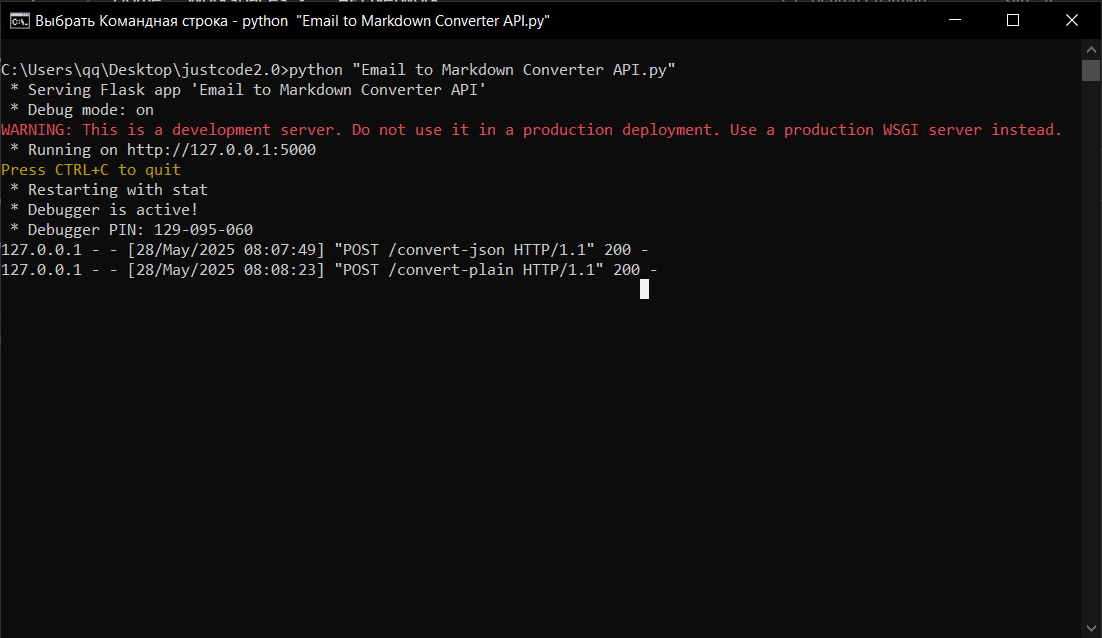 Выбрать Командная строка - python "Email to Markdown Converter API.py"
C:\Users\qq\Desktop\justcode2.0>python "Email to Markdown Converter API.py"
 * Serving Flask app 'Email to Markdown Converter API'
 * Debug mode: on
WARNING: This is a development server. Do not use it in a production deployment. Use a production WSGI server instead.
 * Running on http://127.0.0.1:5000
Press CTRL+C to quit
 * Restarting with stat
 * Debugger is active!
 * Debugger PIN: 129-095-060
127.0.0.1 - - [28/May/2025 08:07:49] "POST /convert-json HTTP/1.1" 200 -
127.0.0.1 - - [28/May/2025 08:08:23] "POST /convert-plain HTTP/1.1" 200 -